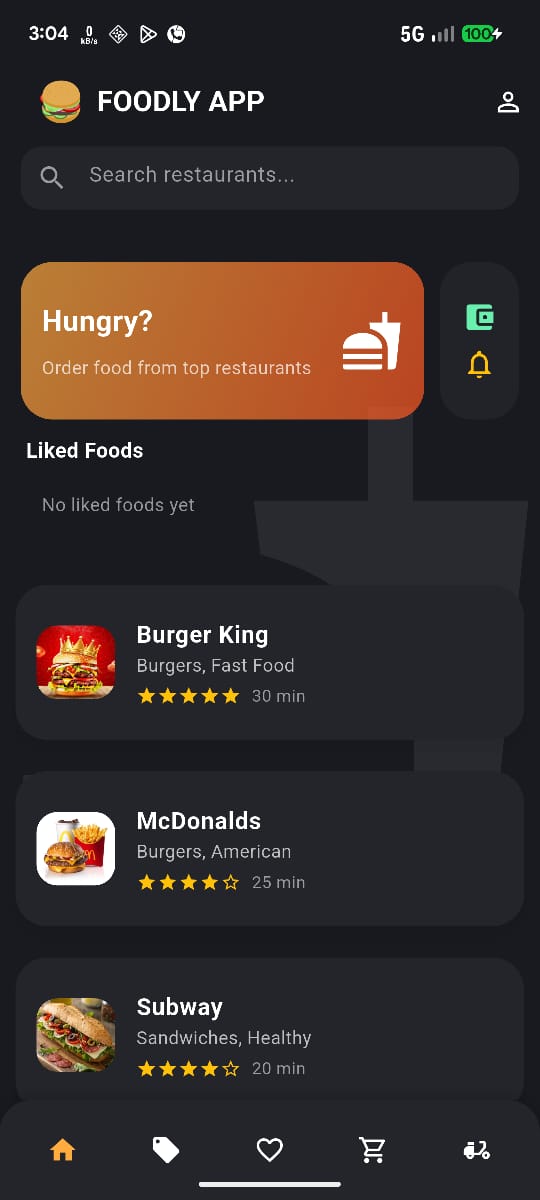 3:04 0 kB/s 5G 100
FOODLY APP
Search restaurants...
Hungry?
Order food from top restaurants
Liked Foods
No liked foods yet
Burger King
Burgers, Fast Food
30 min
McDonalds
Burgers, American
25 min
Subway
Sandwiches, Healthy
20 min